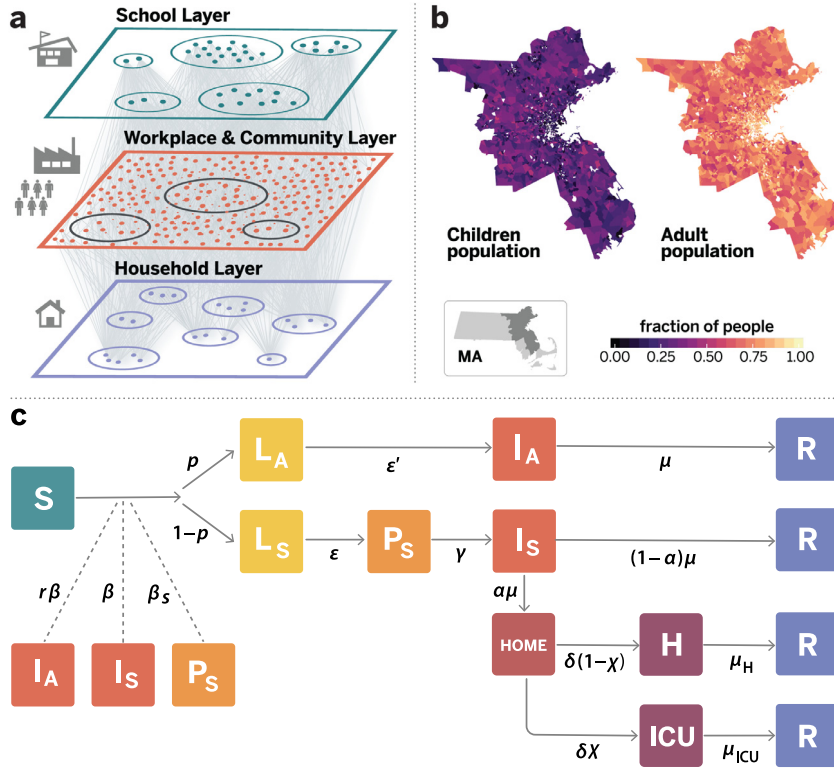 a
School Layer
Workplace & Community Layer
Household Layer
b
Children
population
Adult
population
MA
fraction of people
0.00 0.25 0.50 0.75 1.00
c
S
p
1−p
L_A
ε′
I_A
μ
R
L_S
ε
P_S
γ
I_S
(1−α)μ
R
rβ
β
β_S
I_A
I_S
P_S
αμ
HOME
δ(1−χ)
H
μ_H
R
δχ
ICU
μ_ICU
R